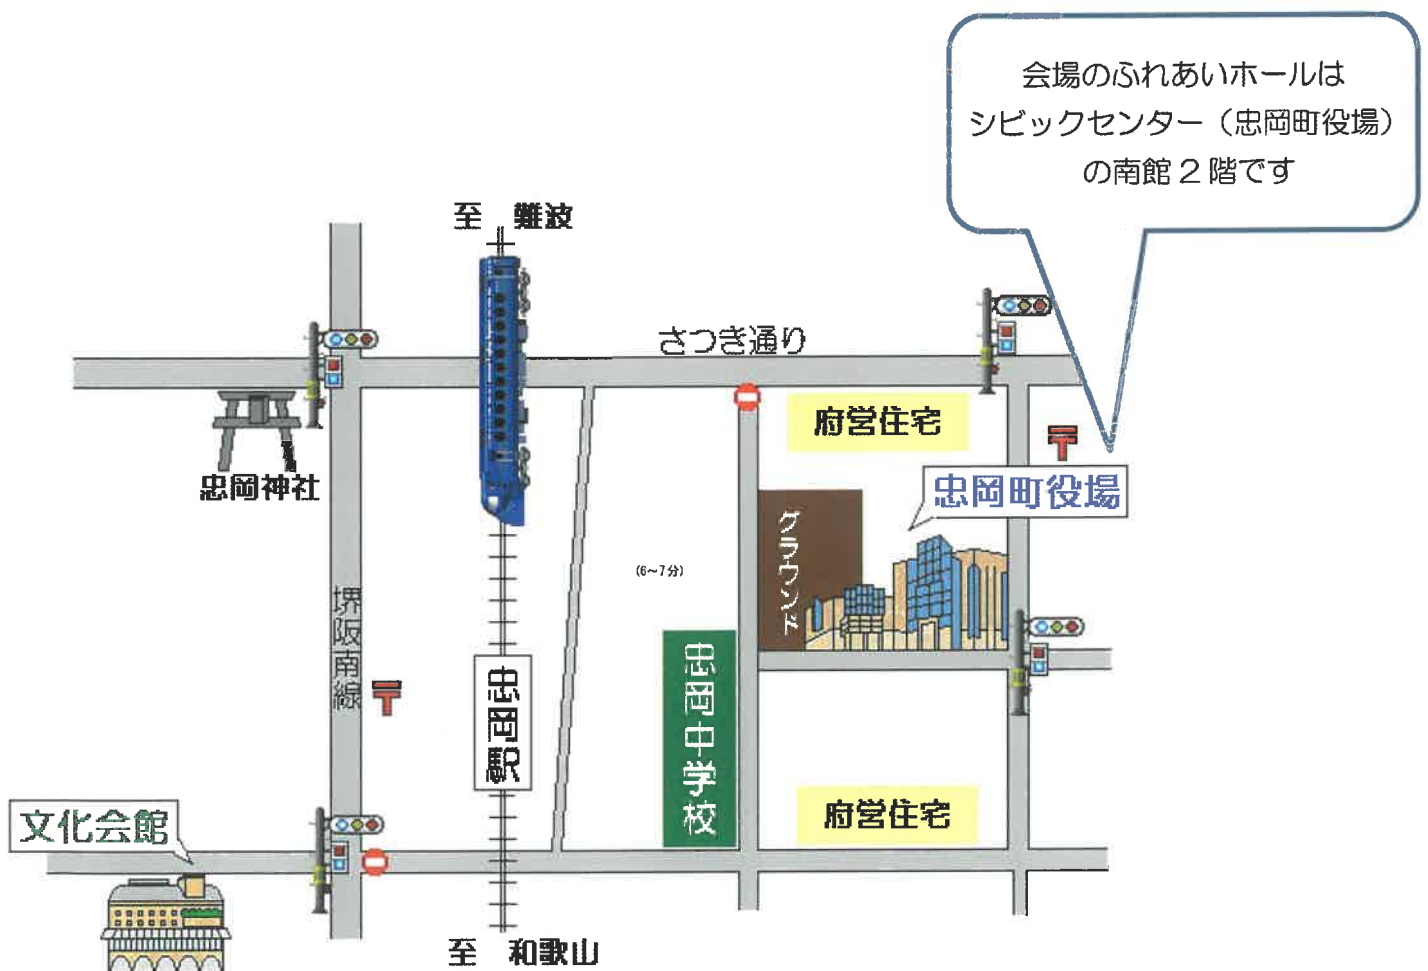 会場のふれあいホールは
シビックセンター（忠岡町役場）
の南館２階です
至　難波
さつき通り
府営住宅
忠岡神社
忠岡町役場
グラウンド
(6～7分)
堺阪南線
忠岡駅
忠岡中学校
府営住宅
文化会館
至　和歌山